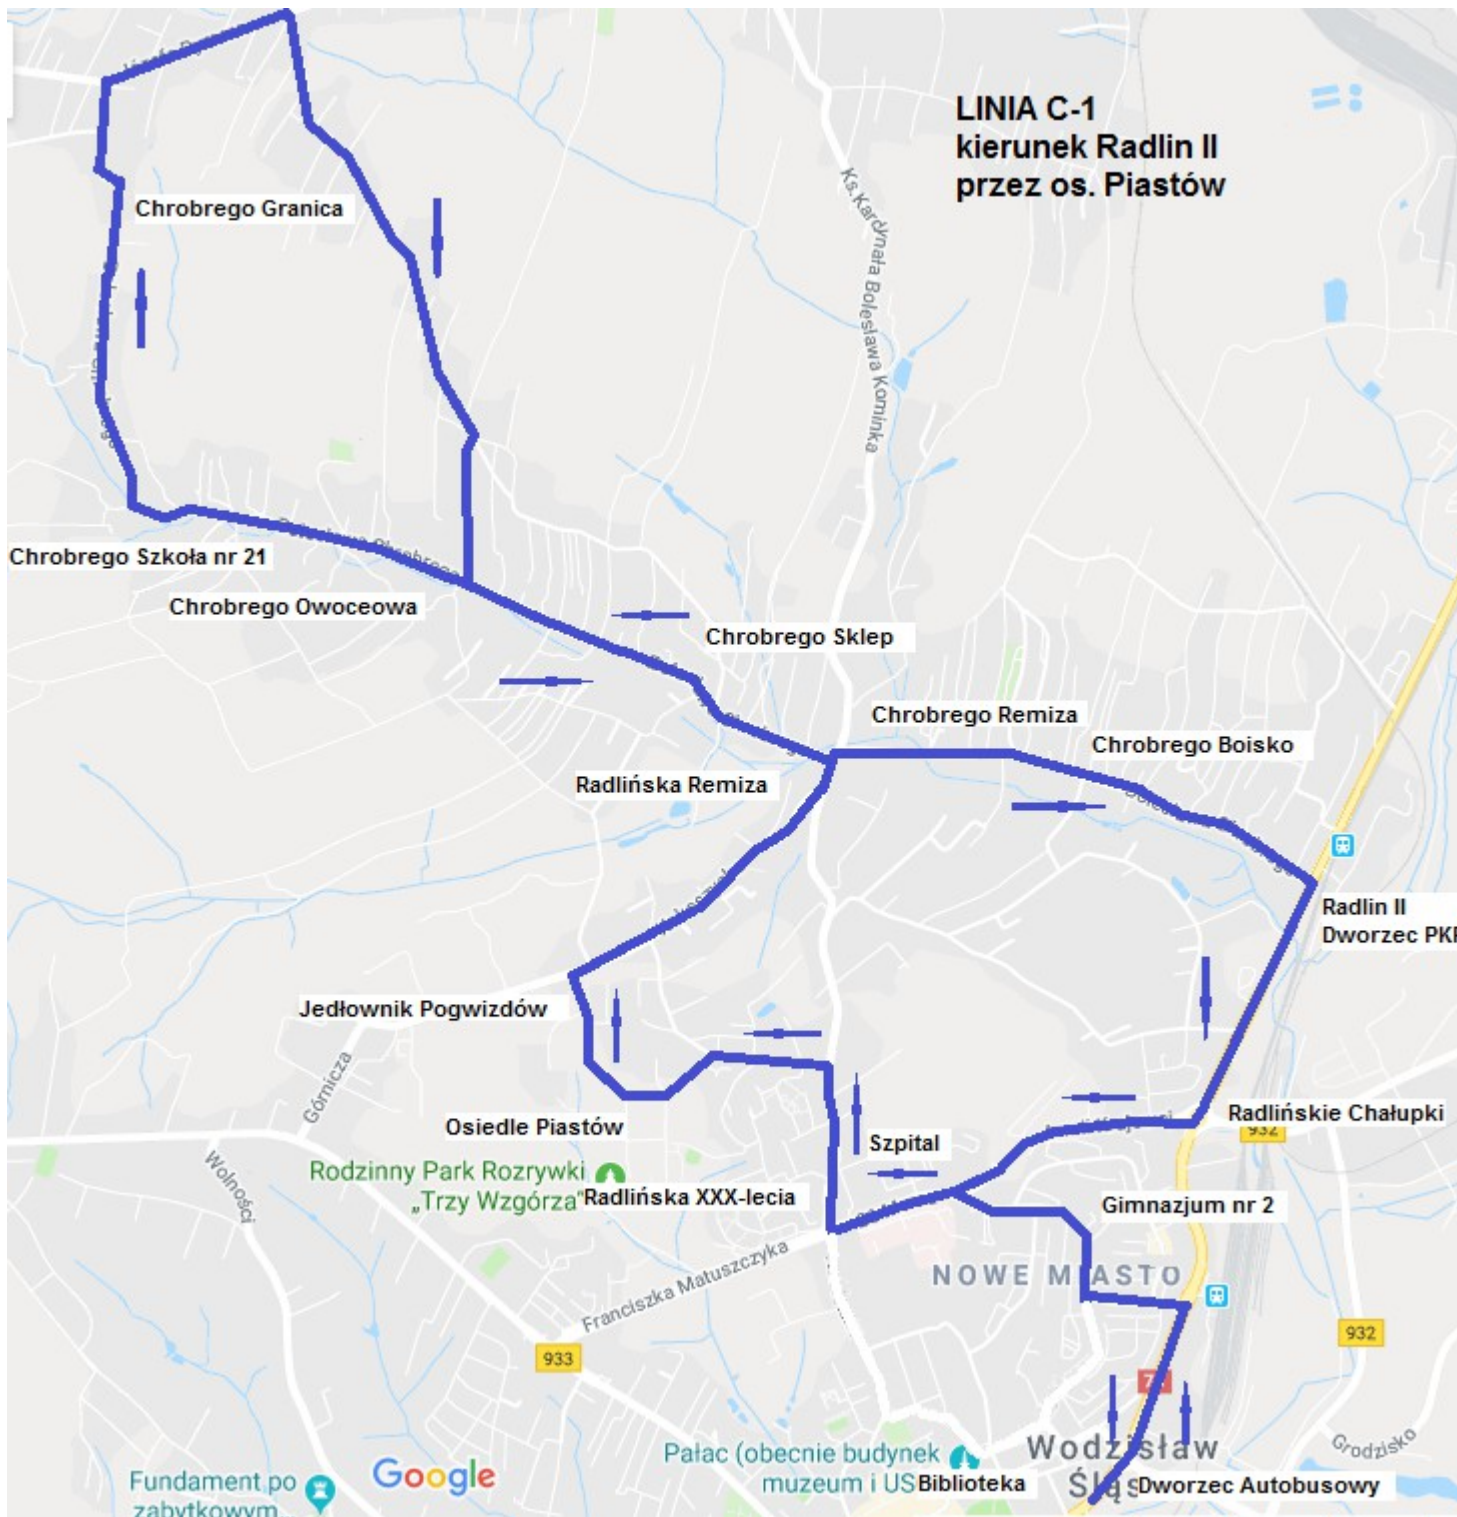 LINIA C-1
kierunek Radlin II
przez os. Piastów
Ks. Kardynała Bolesława Kominka
Chrobrego Granica
Chrobrego Szkoła nr 21
Chrobrego Owoceowa
Chrobrego Sklep
Chrobrego Remiza
Chrobrego Boisko
Radlińska Remiza
Radlin II
Dworzec PKP
Jedłownik Pogwizdów
Górnicza
Radlińskie Chałupki
932
Osiedle Piastów
Szpital
Wolności
Rodzinny Park Rozrywki
„Trzy Wzgórza"
Radlińska XXX-lecia
Gimnazjum nr 2
Franciszka Matuszczyka
NOWE MIASTO
933
932
Grodzisko
Wodzisław
Pałac (obecnie budynek
muzeum i US
Biblioteka
Dworzec Autobusowy
Google
Fundament po
zabytkowym